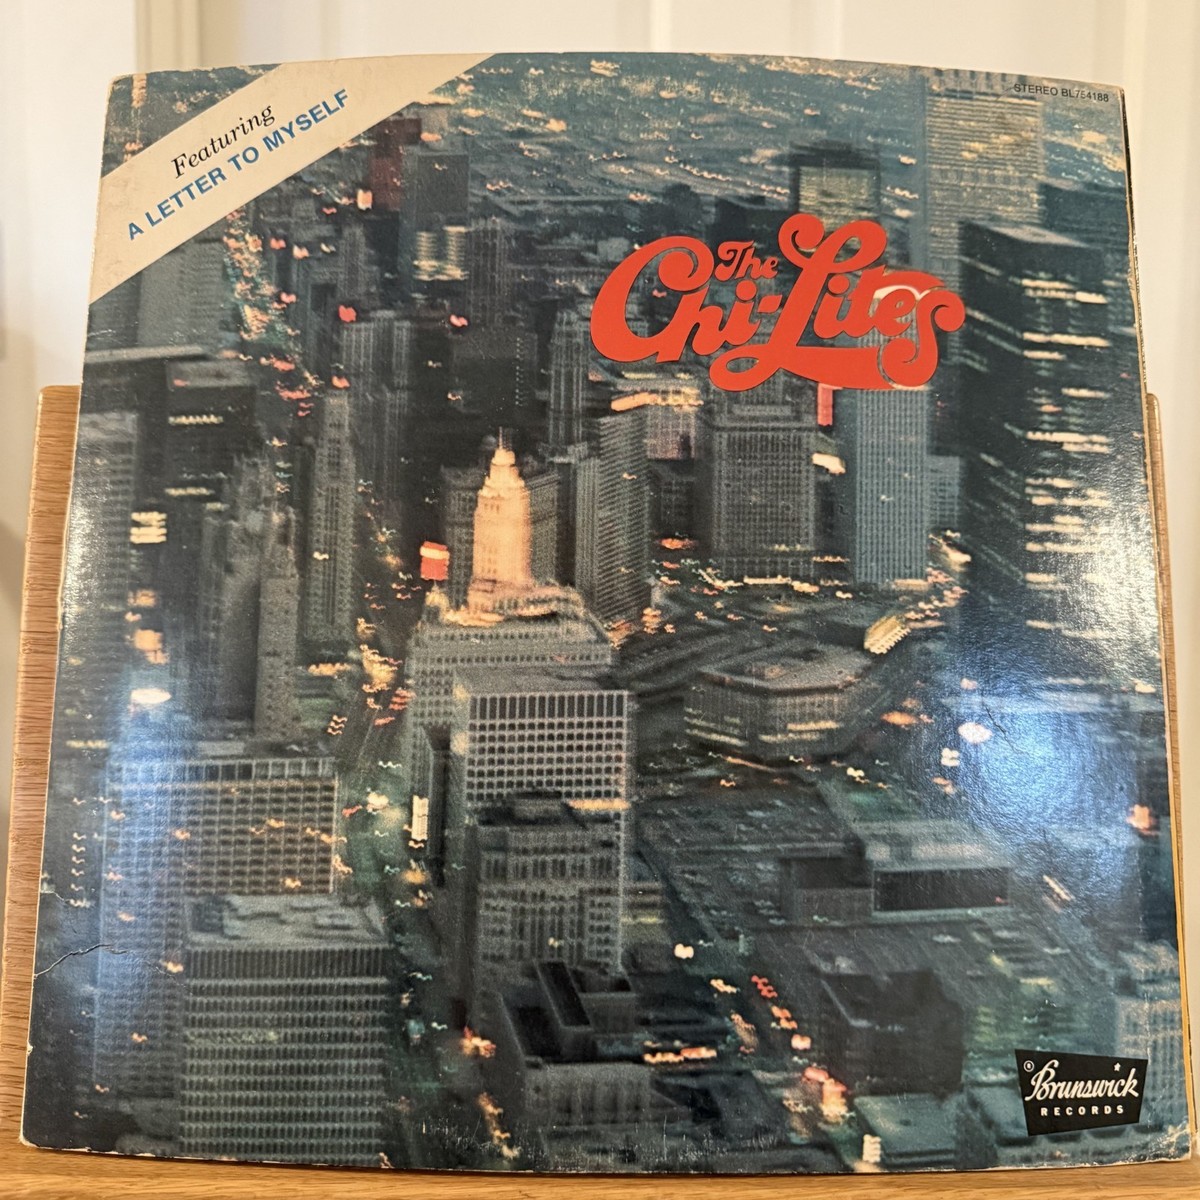 Featuring
A LETTER TO MYSELF
STEREO BL754188
The
Chi-Lites
® Brunswick
RECORDS